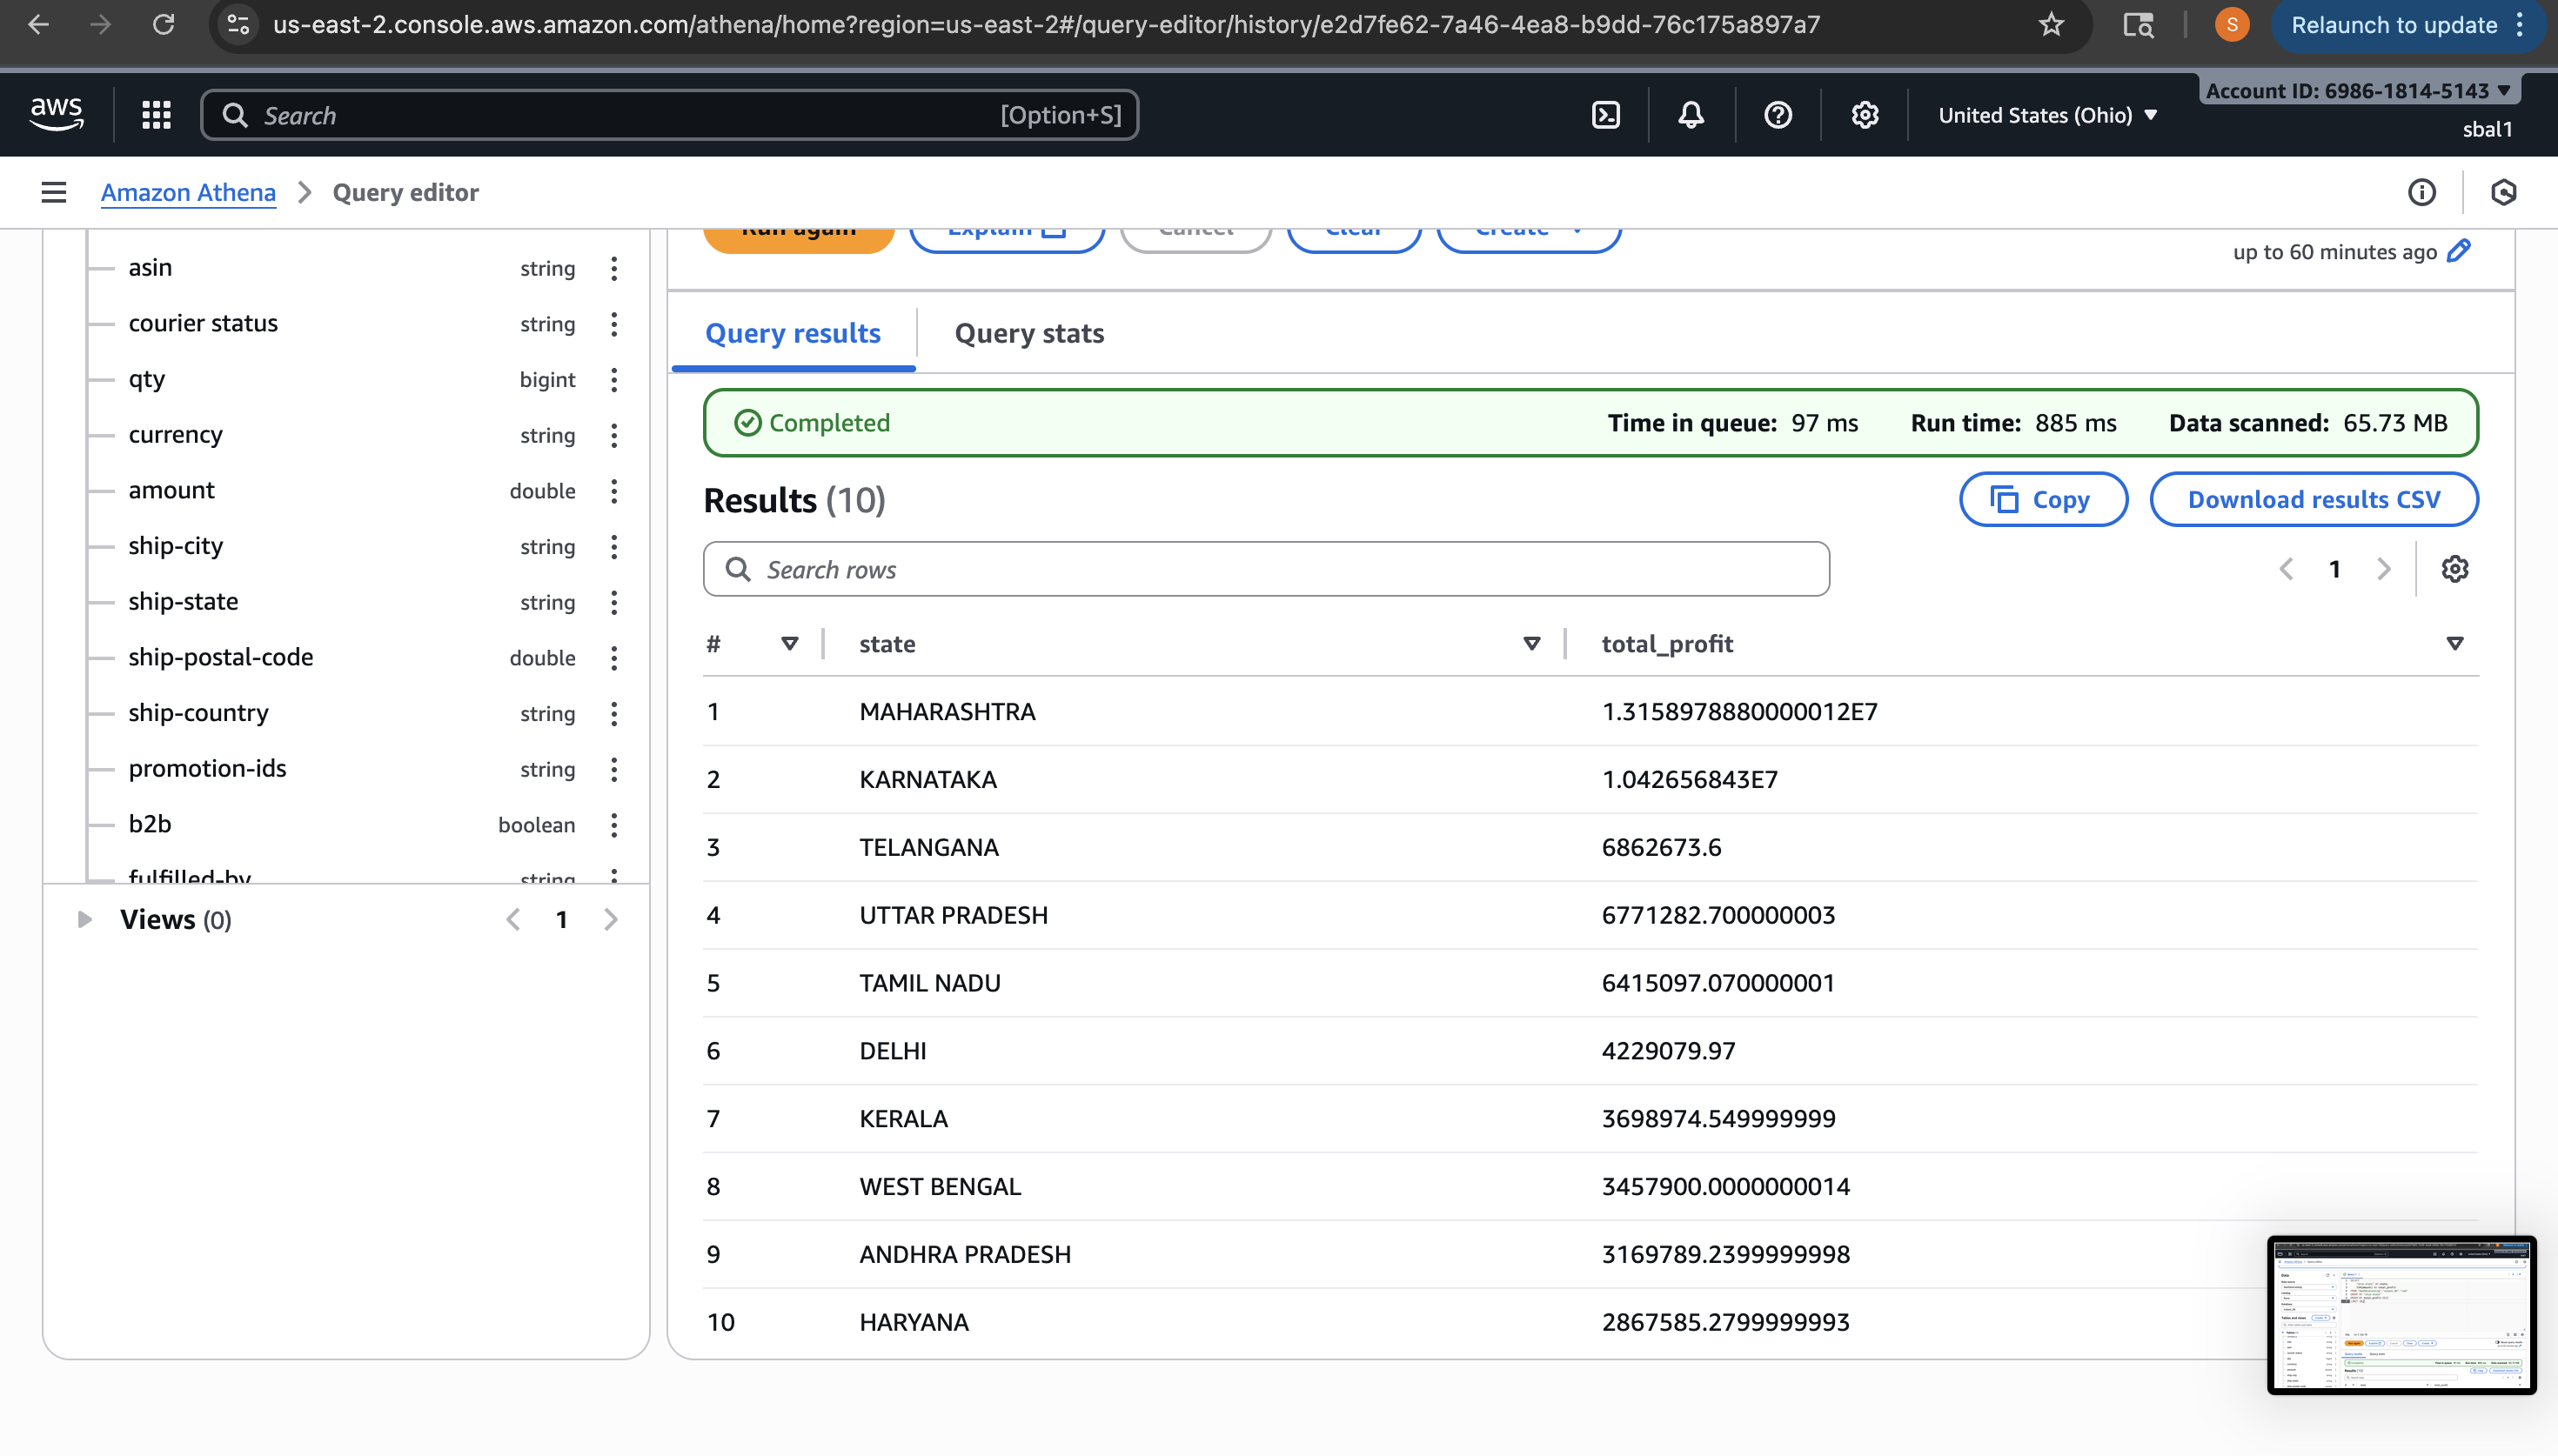 us-east-2.console.aws.amazon.com/athena/home?region=us-east-2#/query-editor/history/e2d7fe62-7a46-4ea8-b9dd-76c175a897a7
S
Relaunch to update
aws
Search
[Option+S]
United States (Ohio)
Account ID: 6986-1814-5143
sbal1
Amazon Athena
Query editor
Run again
Explain
Cancel
Clear
Create
up to 60 minutes ago
asin string
courier status string
qty bigint
currency string
amount double
ship-city string
ship-state string
ship-postal-code double
ship-country string
promotion-ids string
b2b boolean
fulfilled-by string
Views (0)
1
Query results
Query stats
Completed
Time in queue: 97 ms
Run time: 885 ms
Data scanned: 65.73 MB
Results (10)
Copy
Download results CSV
Search rows
1
# state total_profit
1 MAHARASHTRA 1.3158978880000012E7
2 KARNATAKA 1.042656843E7
3 TELANGANA 6862673.6
4 UTTAR PRADESH 6771282.700000003
5 TAMIL NADU 6415097.070000001
6 DELHI 4229079.97
7 KERALA 3698974.549999999
8 WEST BENGAL 3457900.0000000014
9 ANDHRA PRADESH 3169789.2399999998
10 HARYANA 2867585.2799999993